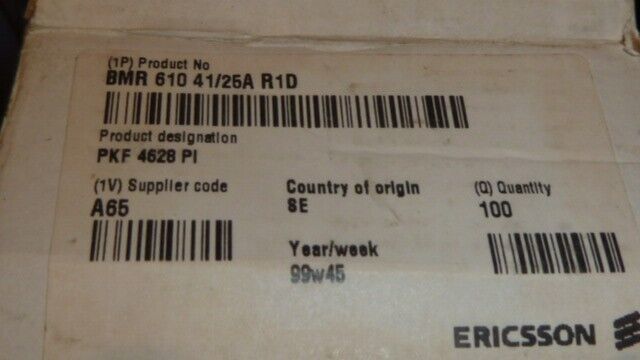 (1P) Product No
BMR 610 41/25A R1D
Product designation
PKF 4628 PI
(1V) Supplier code Country of origin (Q) Quantity
A65 SE 100
Year/week
99w45
ERICSSON